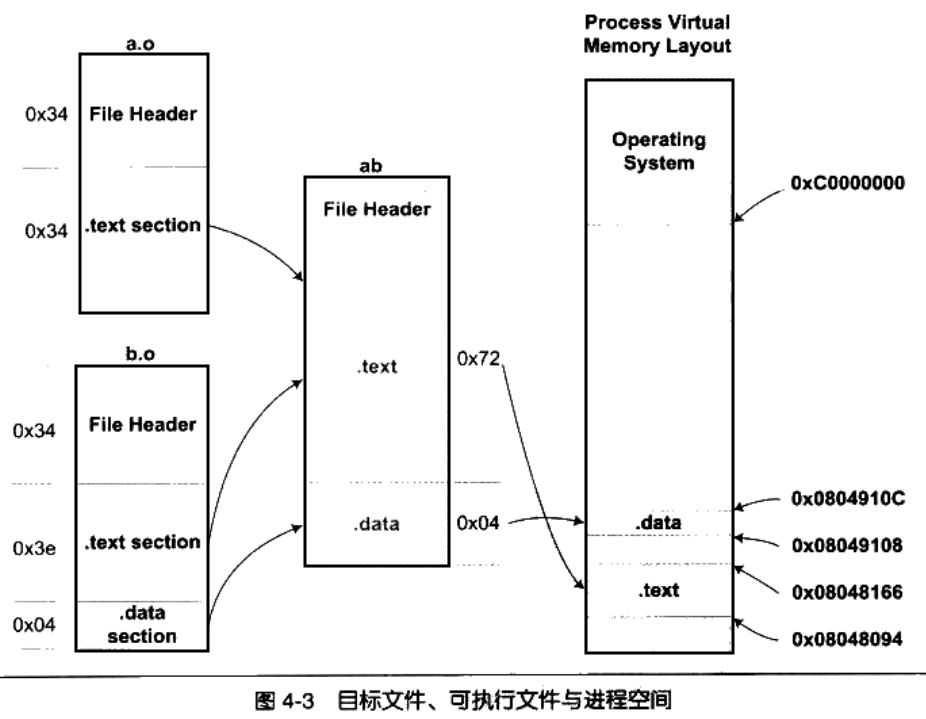 a.o
0x34
File Header
0x34
.text section
b.o
0x34
File Header
0x3e
.text section
0x04
.data
section
ab
File Header
.text
0x72
.data
0x04
Process Virtual
Memory Layout
Operating
System
0xC0000000
0x0804910C
.data
0x08049108
0x08048166
.text
0x08048094
图 4-3 目标文件、可执行文件与进程空间